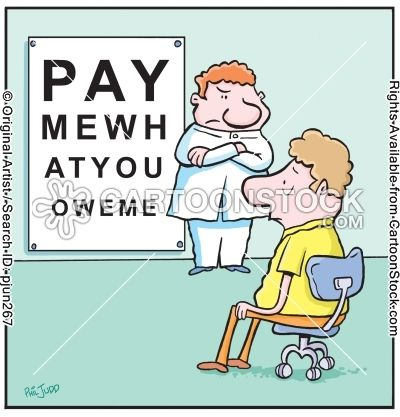 PAY
MEWH
ATYOU
OWEME
CARTOONSTOCK
.COM
PHIL JUDD
© Original Artist / Search ID: pjun267
Rights Available from CartoonStock.com